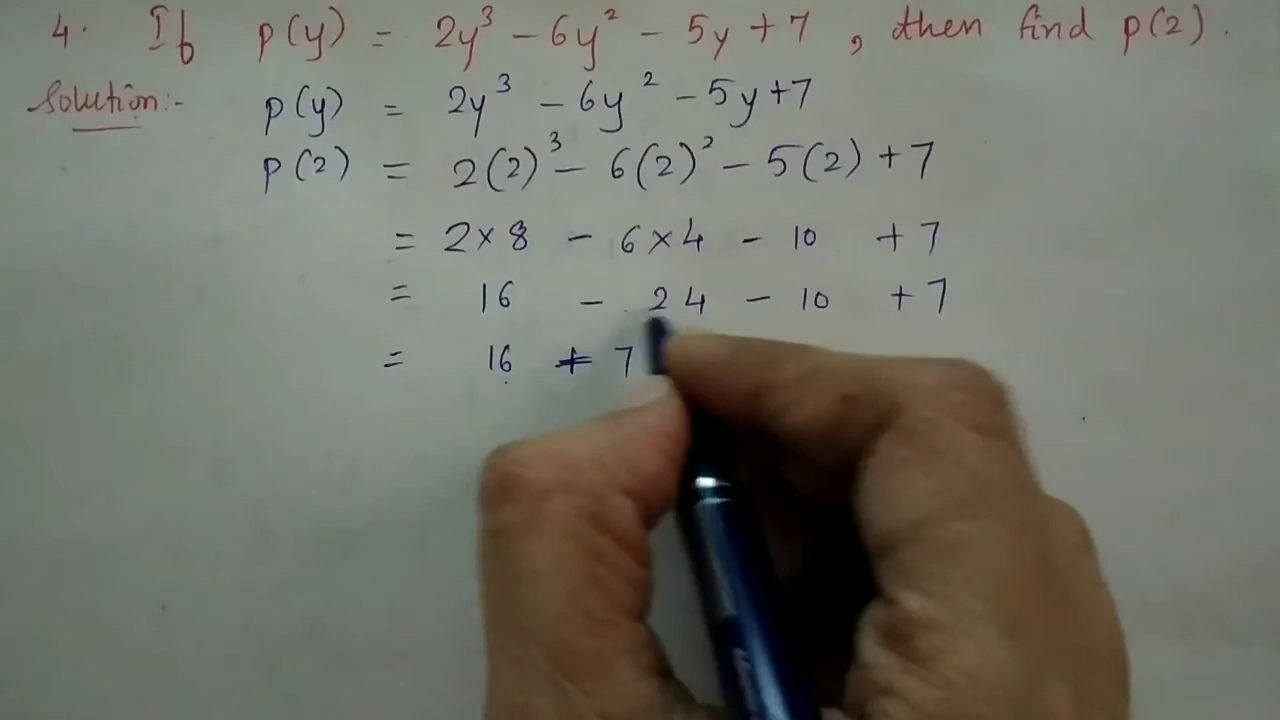 4. If p(y) = 2y³ - 6y² - 5y + 7 , then find p(2).
Solution:- p(y) = 2y³ - 6y² - 5y + 7
p(2) = 2(2)³ - 6(2)² - 5(2) + 7
= 2 × 8 - 6 × 4 - 10 + 7
= 16 - 24 - 10 + 7
= 16 + 7